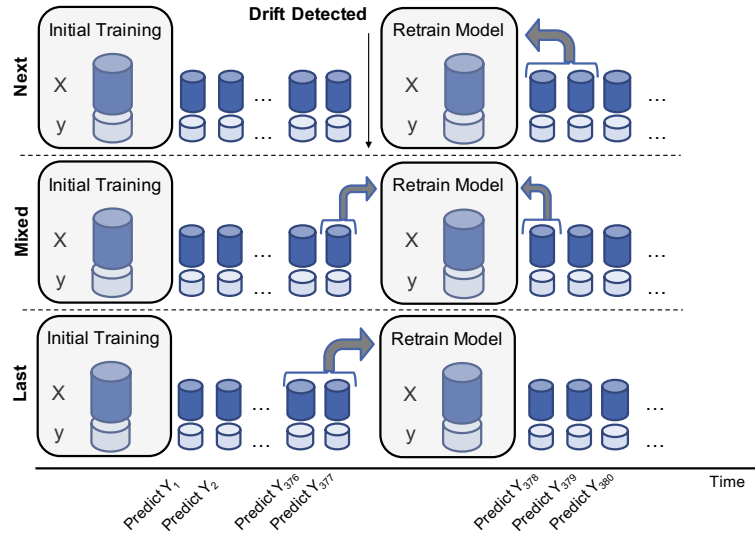 Drift Detected
Next
Initial Training
X
y
...
...
Retrain Model
X
y
...
...
Mixed
Initial Training
X
y
...
...
Retrain Model
X
y
...
...
Last
Initial Training
X
y
...
...
Retrain Model
X
y
...
...
Predict Y₁
Predict Y₂
Predict Y₃₇₆
Predict Y₃₇₇
Predict Y₃₇₈
Predict Y₃₇₉
Predict Y₃₈₀
Time